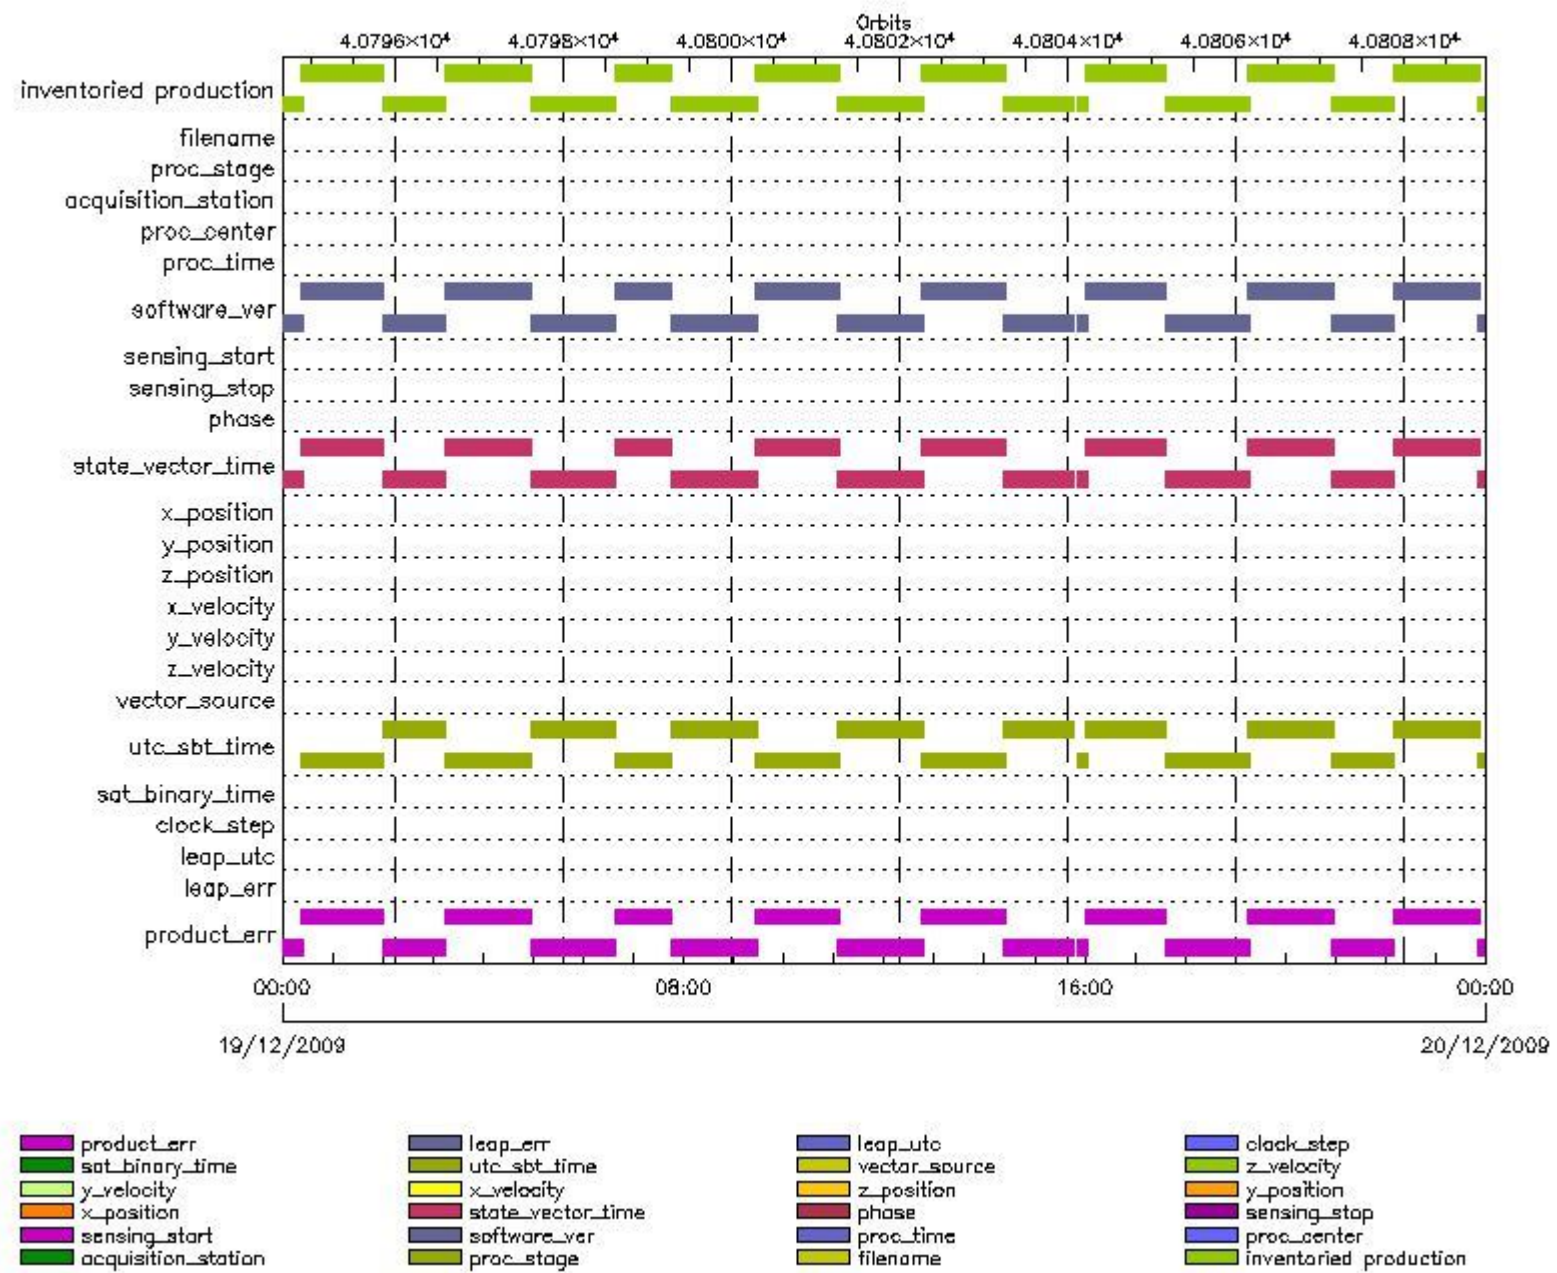 Orbits
4.0796×10⁴ 4.0798×10⁴ 4.0800×10⁴ 4.0802×10⁴ 4.0804×10⁴ 4.0806×10⁴ 4.0808×10⁴
inventoried production
filename
proc_stage
acquisition_station
proc_center
proc_time
software_ver
sensing_start
sensing_stop
phase
state_vector_time
x_position
y_position
z_position
x_velocity
y_velocity
z_velocity
vector_source
utc_sbt_time
sat_binary_time
clock_step
leap_utc
leap_err
product_err
00:00 08:00 16:00 00:00
19/12/2009 20/12/2009
product_err leap_err leap_utc clock_step
sat_binary_time utc_sbt_time vector_source z_velocity
y_velocity x_velocity z_position y_position
x_position state_vector_time phase sensing_stop
sensing_start software_ver proc_time proc_center
acquisition_station proc_stage filename inventoried production